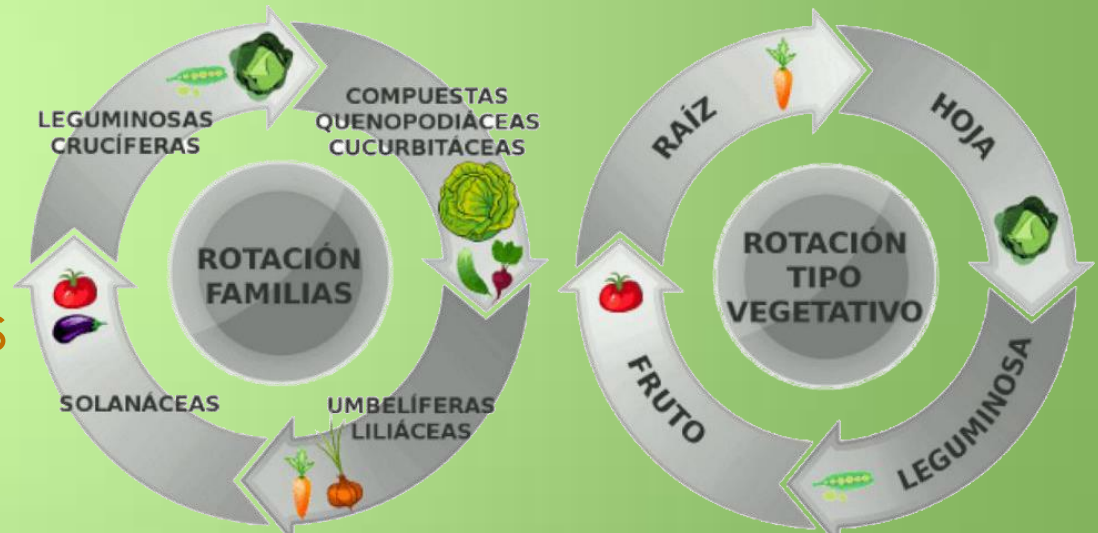 LEGUMINOSAS
CRUCÍFERAS
COMPUESTAS
QUENOPODIÁCEAS
CUCURBITÁCEAS
ROTACIÓN
FAMILIAS
SOLANÁCEAS
UMBELÍFERAS
LILIÁCEAS
RAÍZ
HOJA
ROTACIÓN
TIPO
VEGETATIVO
FRUTO
LEGUMINOSA